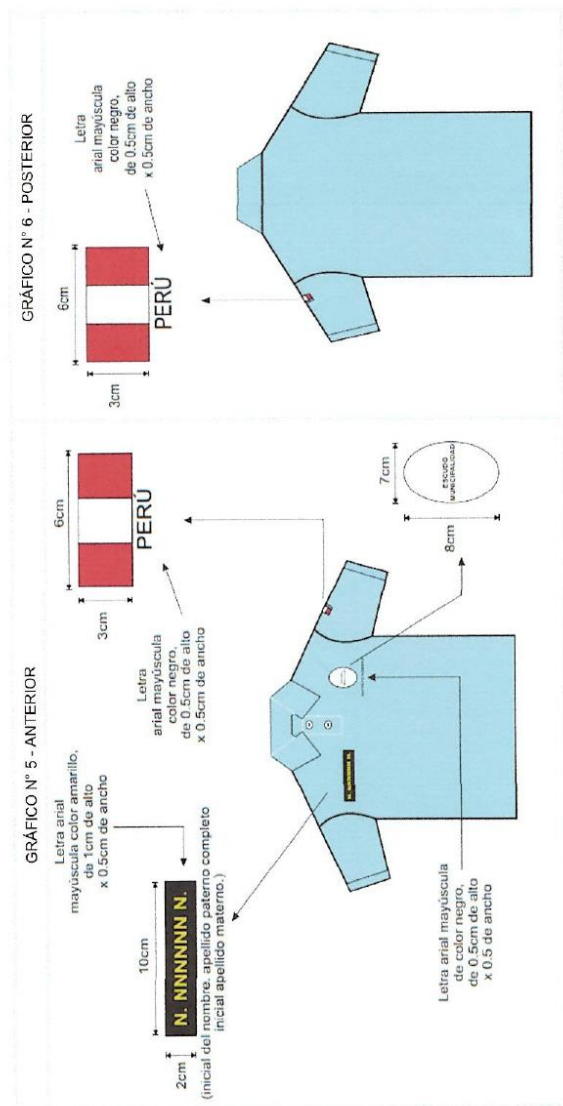 GRÁFICO N° 5 - ANTERIOR
Letra arial
mayúscula color amarillo,
de 1cm de alto
x 0.5cm de ancho
10cm
2cm
N. NNNNNN N.
(inicial del nombre. apellido paterno completo
inicial apellido materno.)
6cm
3cm
PERÚ
Letra
arial mayúscula
color negro,
de 0.5cm de alto
x 0.5cm de ancho
N. NNNNNN N.
Letra arial mayúscula
de color negro,
de 0.5cm de alto
x 0.5 de ancho
7cm
8cm
ESCUDO
MUNICIPALIDAD
GRÁFICO N° 6 - POSTERIOR
6cm
3cm
PERÚ
Letra
arial mayúscula
color negro,
de 0.5cm de alto
x 0.5cm de ancho